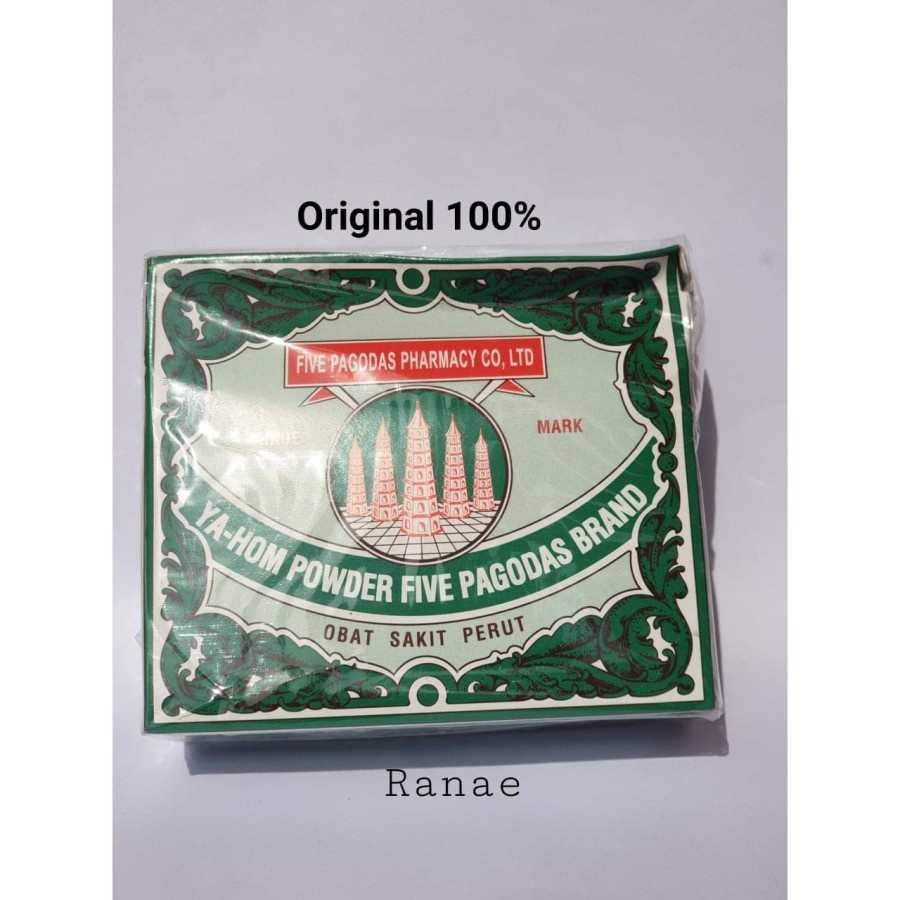 Original 100%
FIVE PAGODAS PHARMACY CO, LTD
MARK
YA-HOM POWDER FIVE PAGODAS BRAND
OBAT SAKIT PERUT
Ranae